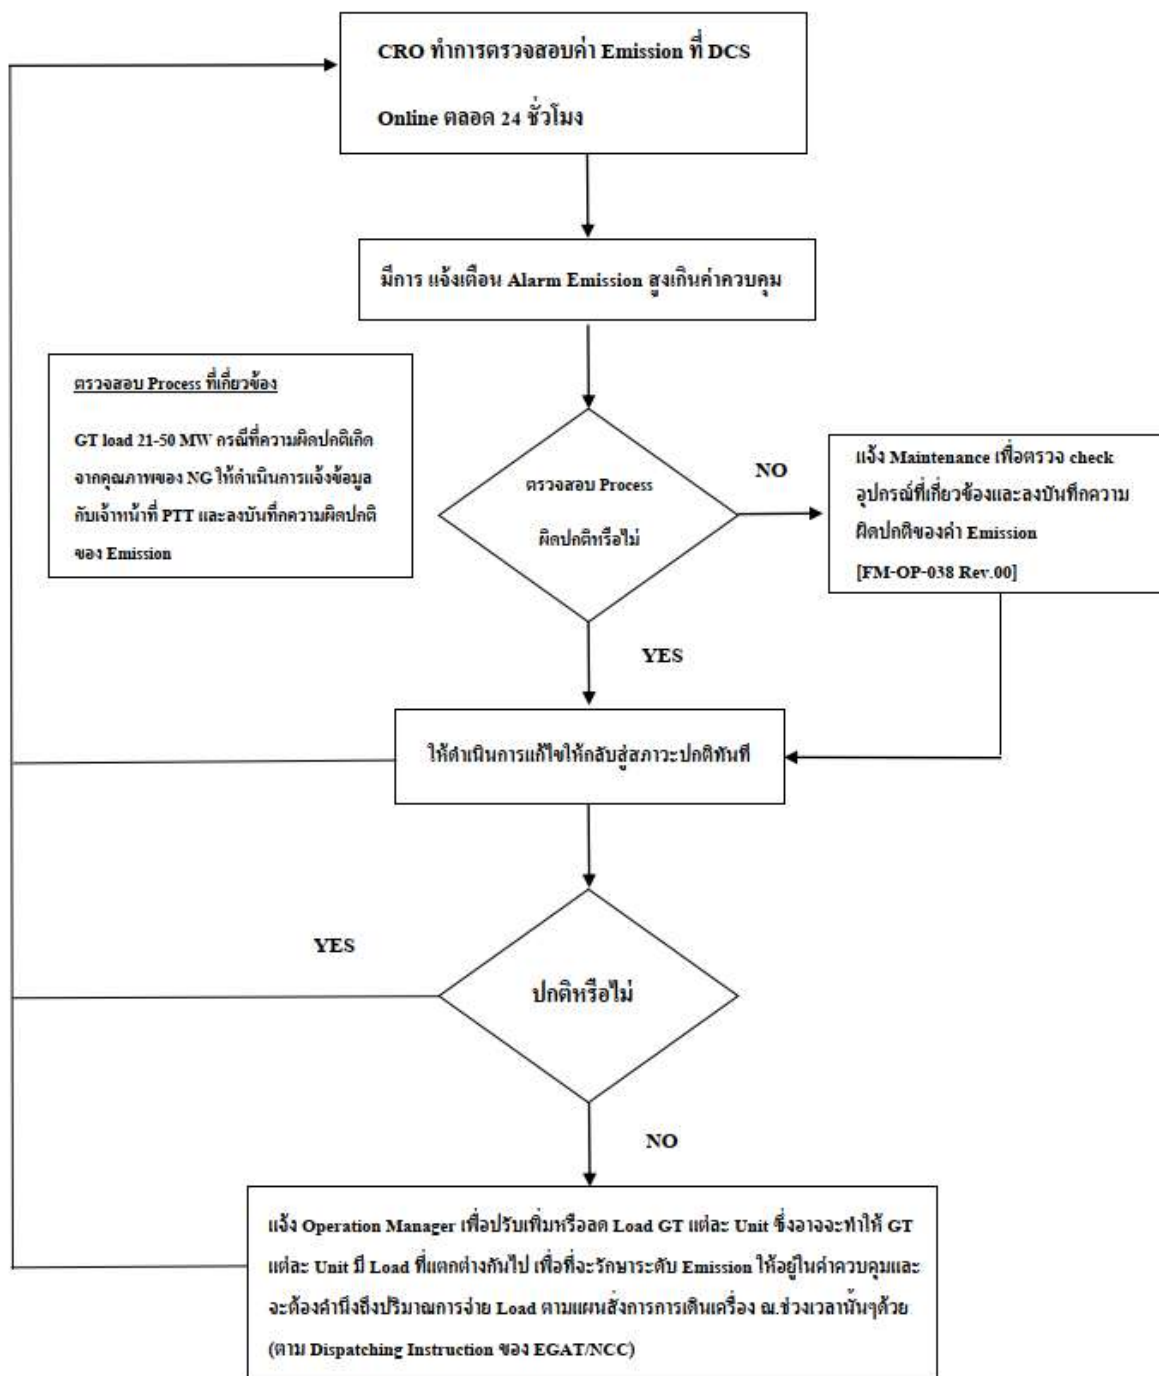 CRO ทำการตรวจสอบค่า Emission ที่ DCS
Online ตลอด 24 ชั่วโมง
มีการ แจ้งเตือน Alarm Emission สูงเกินค่าควบคุม
ตรวจสอบ Process ที่เกี่ยวข้อง
GT load 21-50 MW กรณีที่ความผิดปกติเกิด
จากคุณภาพของ NG ให้ดำเนินการแจ้งข้อมูล
กับเจ้าหน้าที่ PTT และลงบันทึกความผิดปกติ
ของ Emission
ตรวจสอบ Process
ผิดปกติหรือไม่
NO
แจ้ง Maintenance เพื่อตรวจ check
อุปกรณ์ที่เกี่ยวข้องและลงบันทึกความ
ผิดปกติของค่า Emission
[FM-OP-038 Rev.00]
YES
ให้ดำเนินการแก้ไขให้กลับสู่สภาวะปกติทันที
YES
ปกติหรือไม่
NO
แจ้ง Operation Manager เพื่อปรับเพิ่มหรือลด Load GT แต่ละ Unit ซึ่งอาจจะทำให้ GT
แต่ละ Unit มี Load ที่แตกต่างกันไป เพื่อที่จะรักษาระดับ Emission ให้อยู่ในค่าควบคุมและ
จะต้องคำนึงถึงปริมาณการจ่าย Load ตามแผนสั่งการการเดินเครื่อง ณ.ช่วงเวลานั้นๆด้วย
(ตาม Dispatching Instruction ของ EGAT/NCC)